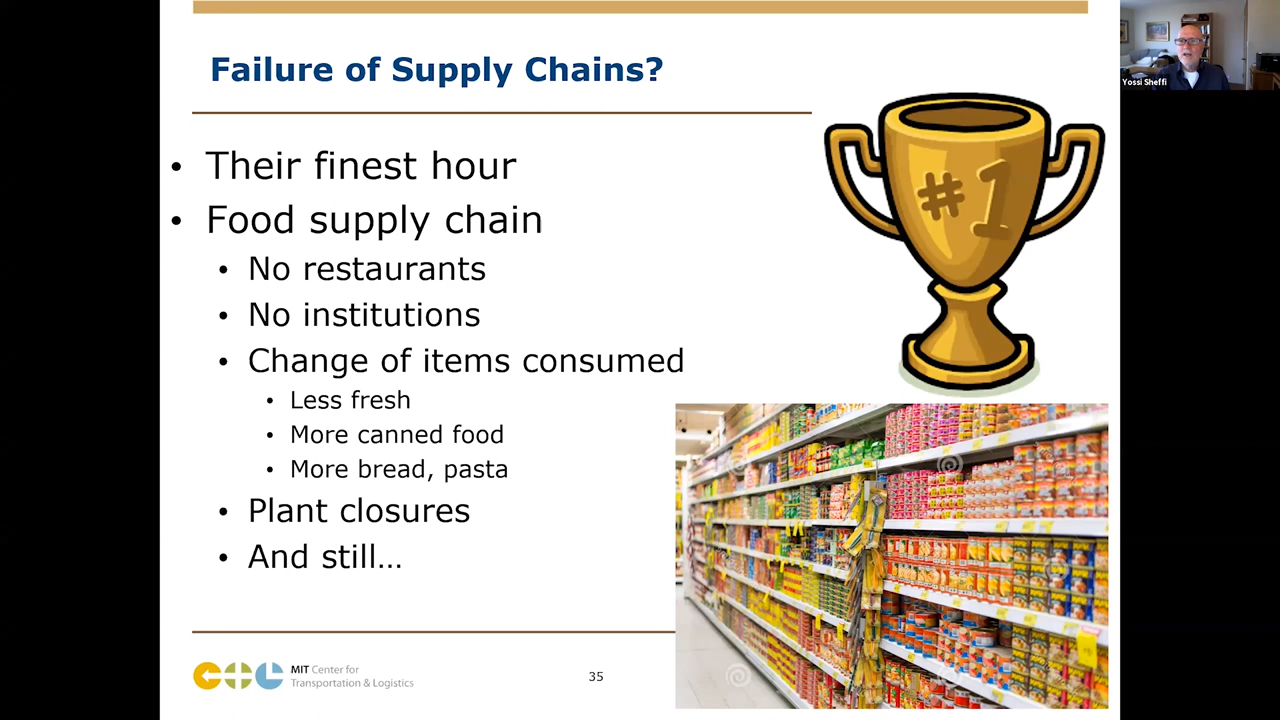 Failure of Supply Chains?
Yossi Sheffi
#1
• Their finest hour
• Food supply chain
• No restaurants
• No institutions
• Change of items consumed
• Less fresh
• More canned food
• More bread, pasta
• Plant closures
• And still…
MIT Center for
Transportation & Logistics
35